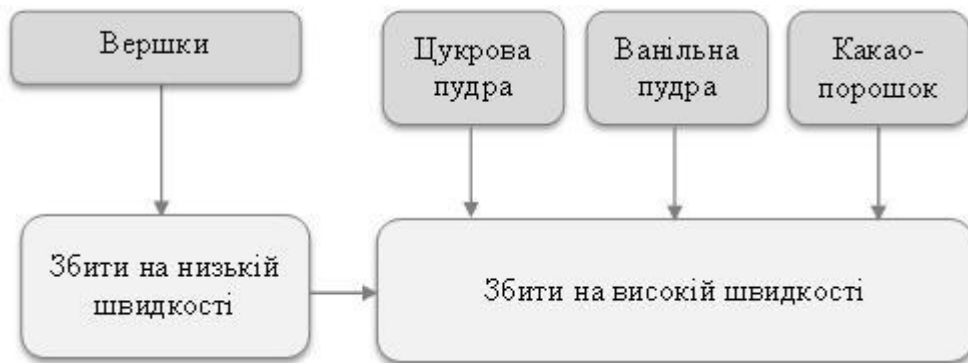 Вершки
Цукрова
пудра
Ванільна
пудра
Какао-
порошок
Збити на низькій
швидкості
Збити на високій швидкості